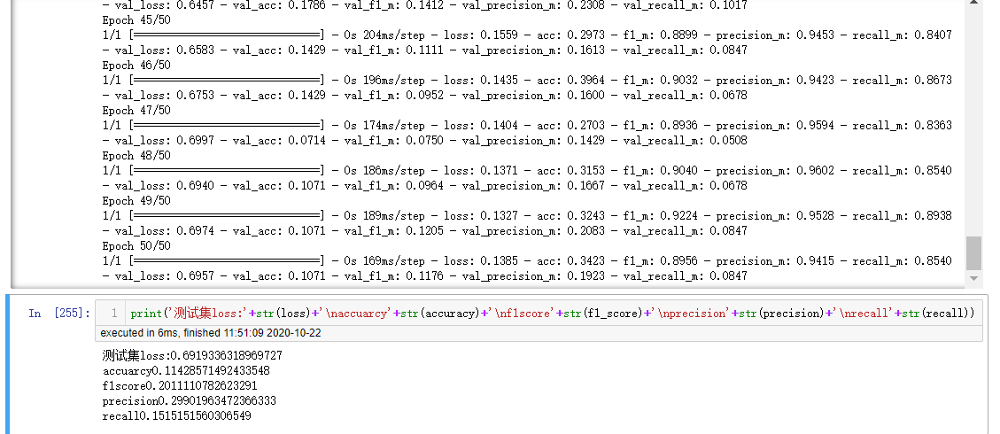 - val_loss: 0.6457 - val_acc: 0.1786 - val_f1_m: 0.1412 - val_precision_m: 0.2308 - val_recall_m: 0.1017
Epoch 45/50
1/1 [==============================] - 0s 204ms/step - loss: 0.1559 - acc: 0.2973 - f1_m: 0.8899 - precision_m: 0.9453 - recall_m: 0.8407
- val_loss: 0.6583 - val_acc: 0.1429 - val_f1_m: 0.1111 - val_precision_m: 0.1613 - val_recall_m: 0.0847
Epoch 46/50
1/1 [==============================] - 0s 196ms/step - loss: 0.1435 - acc: 0.3964 - f1_m: 0.9032 - precision_m: 0.9423 - recall_m: 0.8673
- val_loss: 0.6753 - val_acc: 0.1429 - val_f1_m: 0.0952 - val_precision_m: 0.1600 - val_recall_m: 0.0678
Epoch 47/50
1/1 [==============================] - 0s 174ms/step - loss: 0.1404 - acc: 0.2703 - f1_m: 0.8936 - precision_m: 0.9594 - recall_m: 0.8363
- val_loss: 0.6997 - val_acc: 0.0714 - val_f1_m: 0.0750 - val_precision_m: 0.1429 - val_recall_m: 0.0508
Epoch 48/50
1/1 [==============================] - 0s 186ms/step - loss: 0.1371 - acc: 0.3153 - f1_m: 0.9040 - precision_m: 0.9602 - recall_m: 0.8540
- val_loss: 0.6940 - val_acc: 0.1071 - val_f1_m: 0.0964 - val_precision_m: 0.1667 - val_recall_m: 0.0678
Epoch 49/50
1/1 [==============================] - 0s 189ms/step - loss: 0.1327 - acc: 0.3243 - f1_m: 0.9224 - precision_m: 0.9528 - recall_m: 0.8938
- val_loss: 0.6974 - val_acc: 0.1071 - val_f1_m: 0.1205 - val_precision_m: 0.2083 - val_recall_m: 0.0847
Epoch 50/50
1/1 [==============================] - 0s 169ms/step - loss: 0.1385 - acc: 0.3423 - f1_m: 0.8956 - precision_m: 0.9415 - recall_m: 0.8540
- val_loss: 0.6957 - val_acc: 0.1071 - val_f1_m: 0.1176 - val_precision_m: 0.1923 - val_recall_m: 0.0847
In [255]: 1 print('测试集loss:'+str(loss)+'\naccuarcy'+str(accuracy)+'\nf1score'+str(f1_score)+'\nprecision'+str(precision)+'\nrecall'+str(recall))
executed in 6ms, finished 11:51:09 2020-10-22
测试集loss:0.6919336318969727
accuarcy0.11428571492433548
f1score0.2011110782623291
precision0.29901963472366333
recall0.1515151560306549